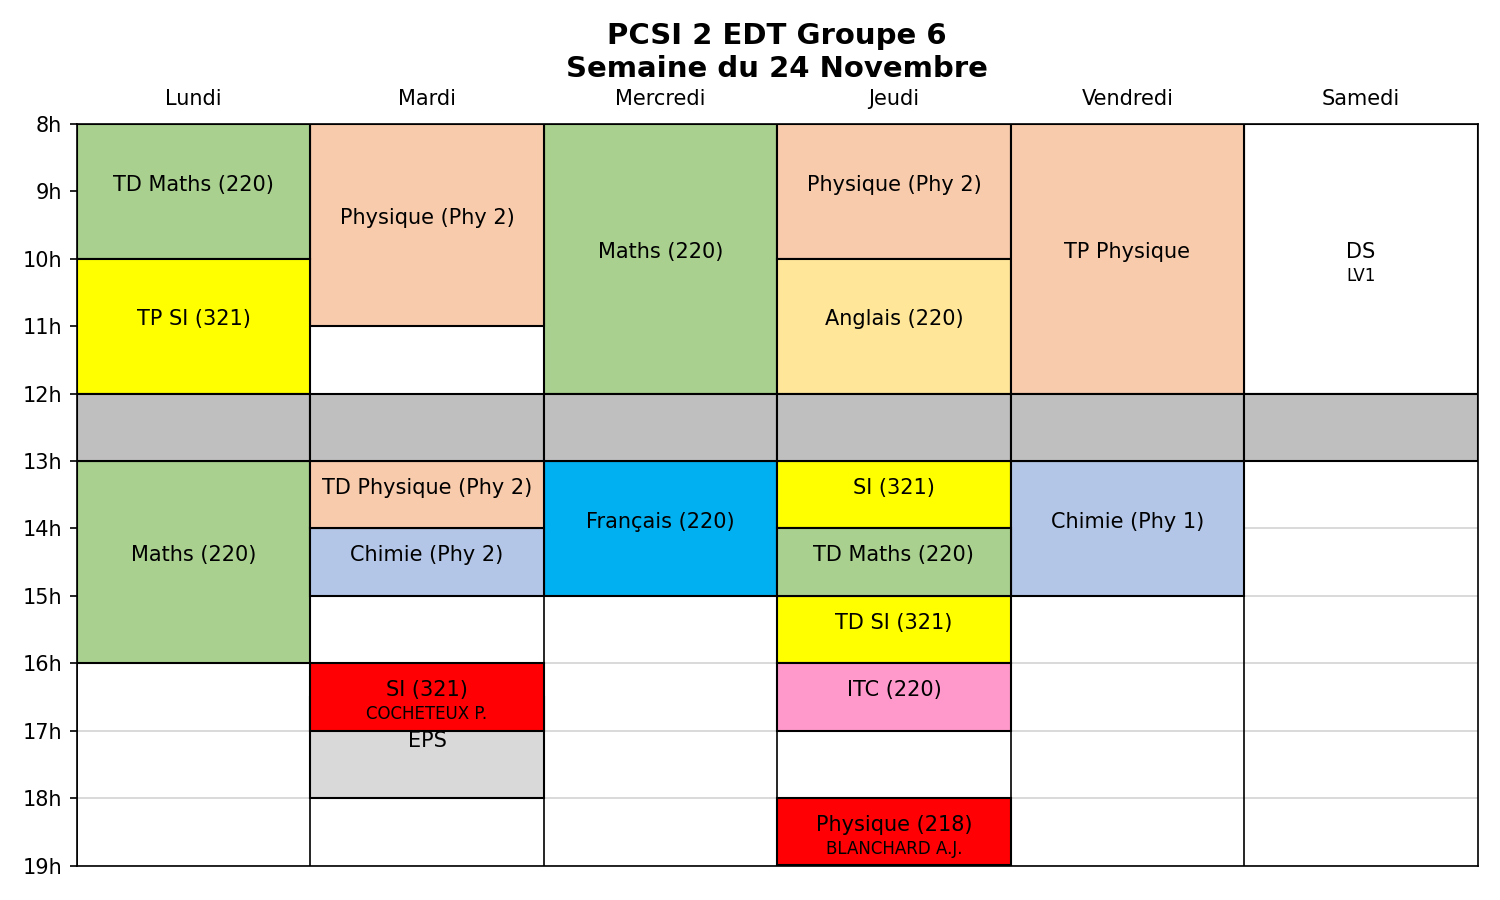 PCSI 2 EDT Groupe 6
Semaine du 24 Novembre
Lundi
Mardi
Mercredi
Jeudi
Vendredi
Samedi
8h
9h
10h
11h
12h
13h
14h
15h
16h
17h
18h
19h
TD Maths (220)
TP SI (321)
Maths (220)
Physique (Phy 2)
TD Physique (Phy 2)
Chimie (Phy 2)
SI (321)
COCHETEUX P.
EPS
Maths (220)
Français (220)
Physique (Phy 2)
Anglais (220)
SI (321)
TD Maths (220)
TD SI (321)
ITC (220)
Physique (218)
BLANCHARD A.J.
TP Physique
Chimie (Phy 1)
DS
LV1